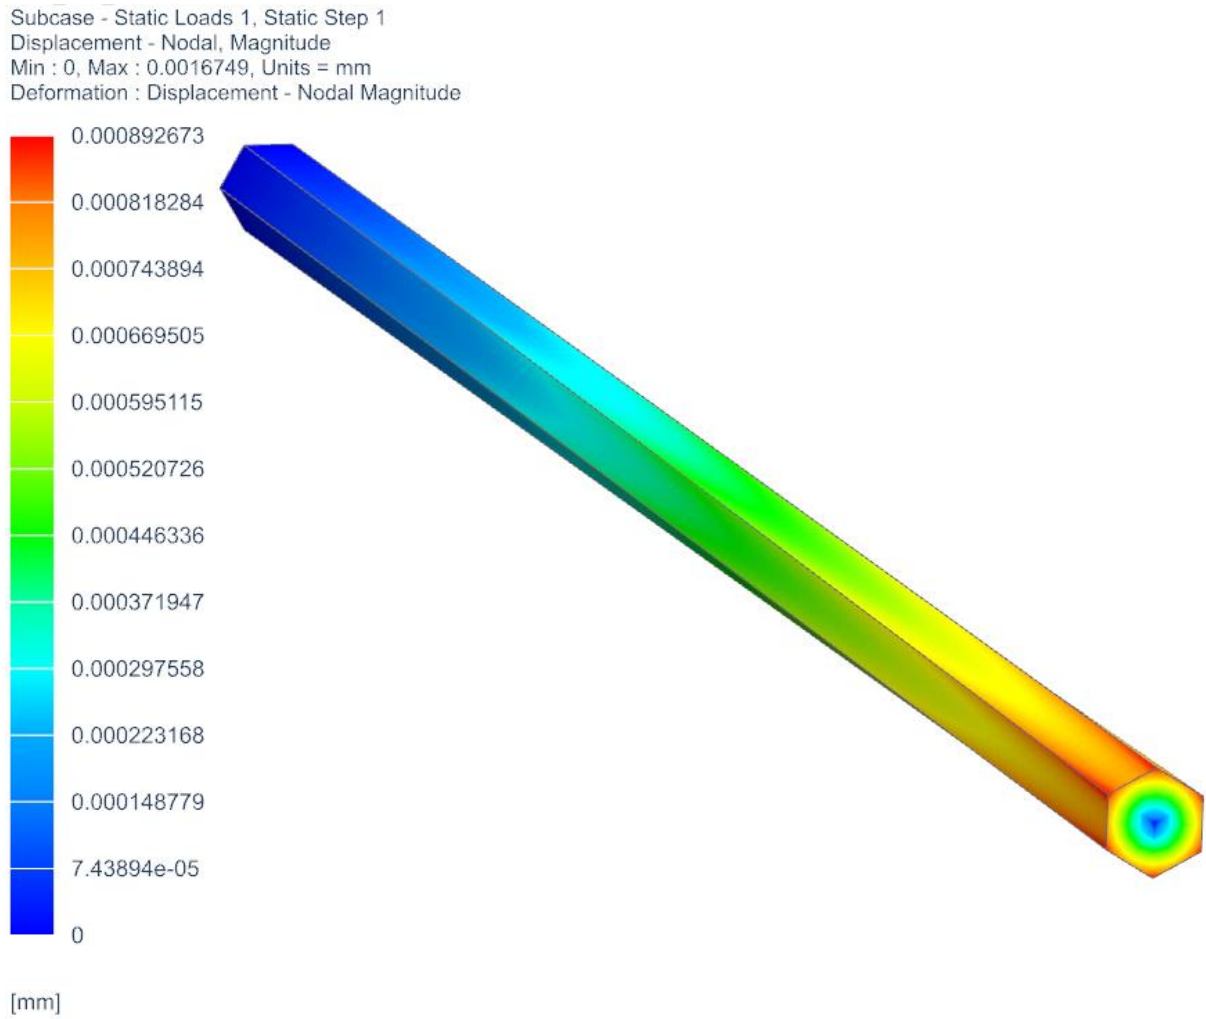 Subcase - Static Loads 1, Static Step 1
Displacement - Nodal, Magnitude
Min : 0, Max : 0.0016749, Units = mm
Deformation : Displacement - Nodal Magnitude
0.000892673
0.000818284
0.000743894
0.000669505
0.000595115
0.000520726
0.000446336
0.000371947
0.000297558
0.000223168
0.000148779
7.43894e-05
0
[mm]